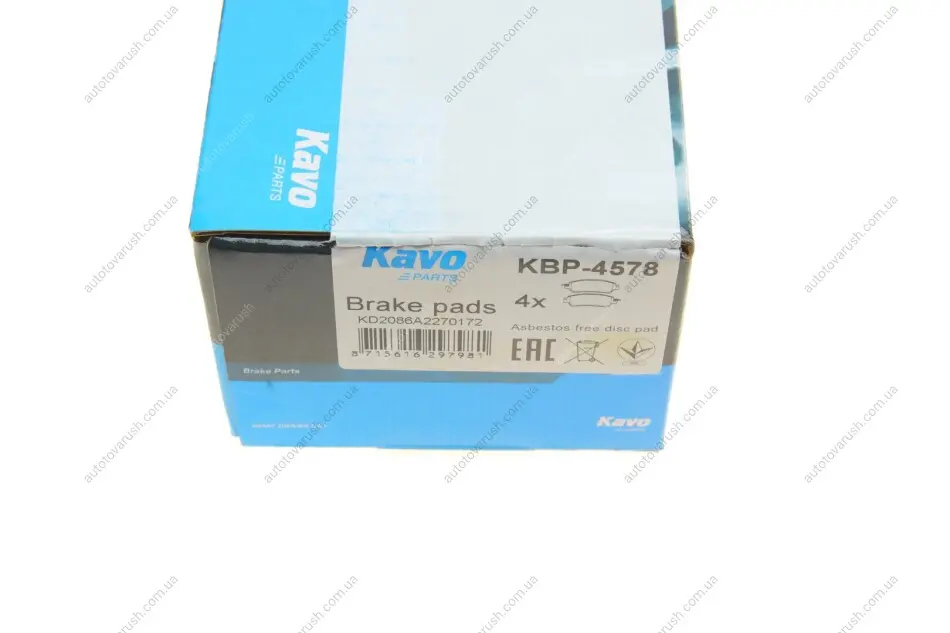 Kavo
PARTS
Kavo
PARTS
KBP-4578
Brake pads
4x
KD2086A2270172
Asbestos free disc pad
8 715616 297981
EAC
Brake Parts
Kavo
autotovarush.com.ua